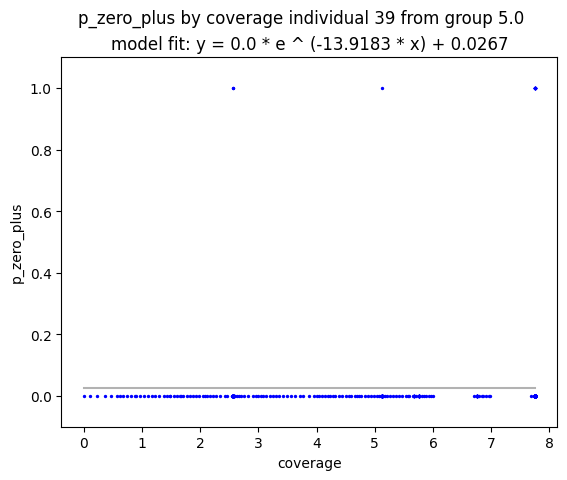 p_zero_plus by coverage individual 39 from group 5.0
model fit: y = 0.0 * e ^ (-13.9183 * x) + 0.0267
1.0
0.8
0.6
0.4
0.2
0.0
p_zero_plus
0 1 2 3 4 5 6 7 8
coverage